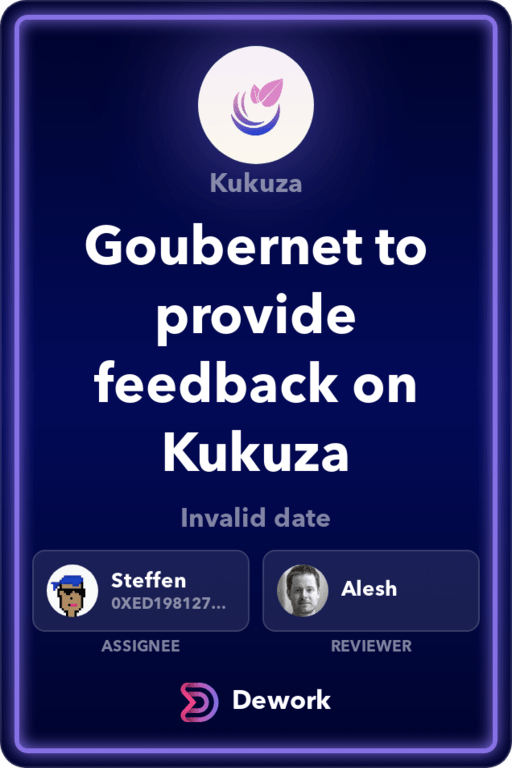 Kukuza
Goubernet to
provide
feedback on
Kukuza
Invalid date
Steffen
0XED198127...
Alesh
ASSIGNEE
REVIEWER
Dework